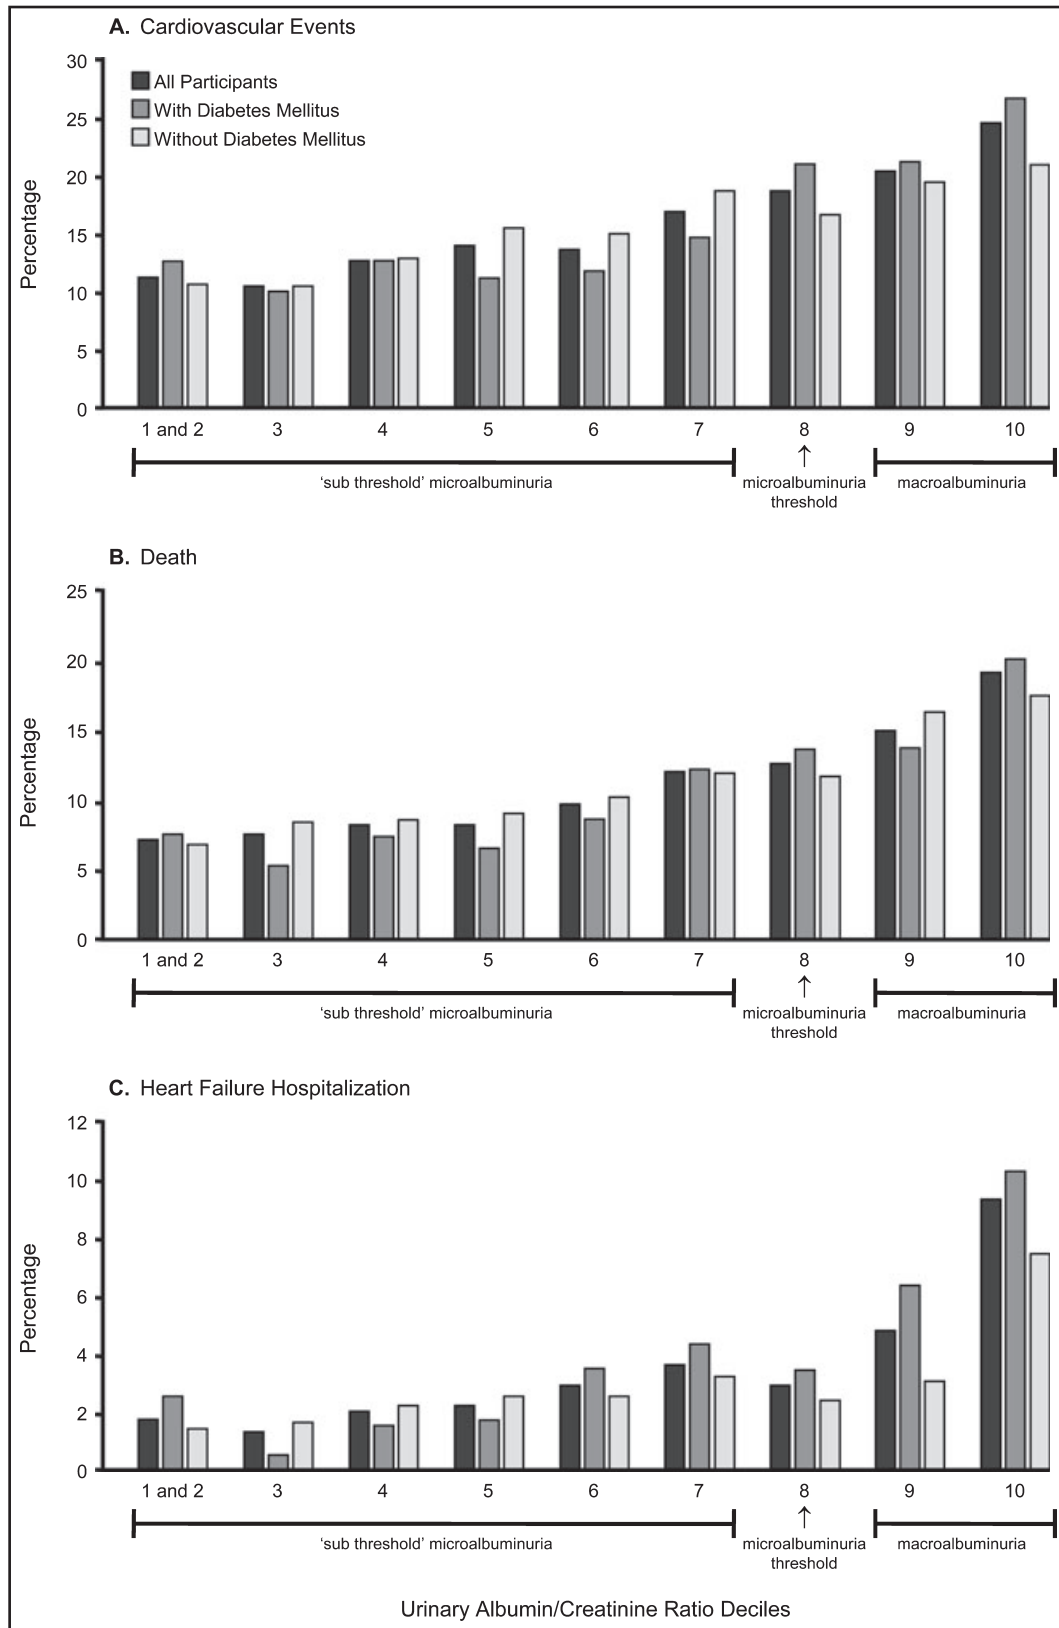 A. Cardiovascular Events
30
25
20
15
10
5
0
Percentage
All Participants
With Diabetes Mellitus
Without Diabetes Mellitus
1 and 2 3 4 5 6 7 8 9 10
'sub threshold' microalbuminuria
microalbuminuria
threshold
macroalbuminuria
B. Death
25
20
15
10
5
0
Percentage
1 and 2 3 4 5 6 7 8 9 10
'sub threshold' microalbuminuria
microalbuminuria
threshold
macroalbuminuria
C. Heart Failure Hospitalization
12
10
8
6
4
2
0
Percentage
1 and 2 3 4 5 6 7 8 9 10
'sub threshold' microalbuminuria
microalbuminuria
threshold
macroalbuminuria
Urinary Albumin/Creatinine Ratio Deciles